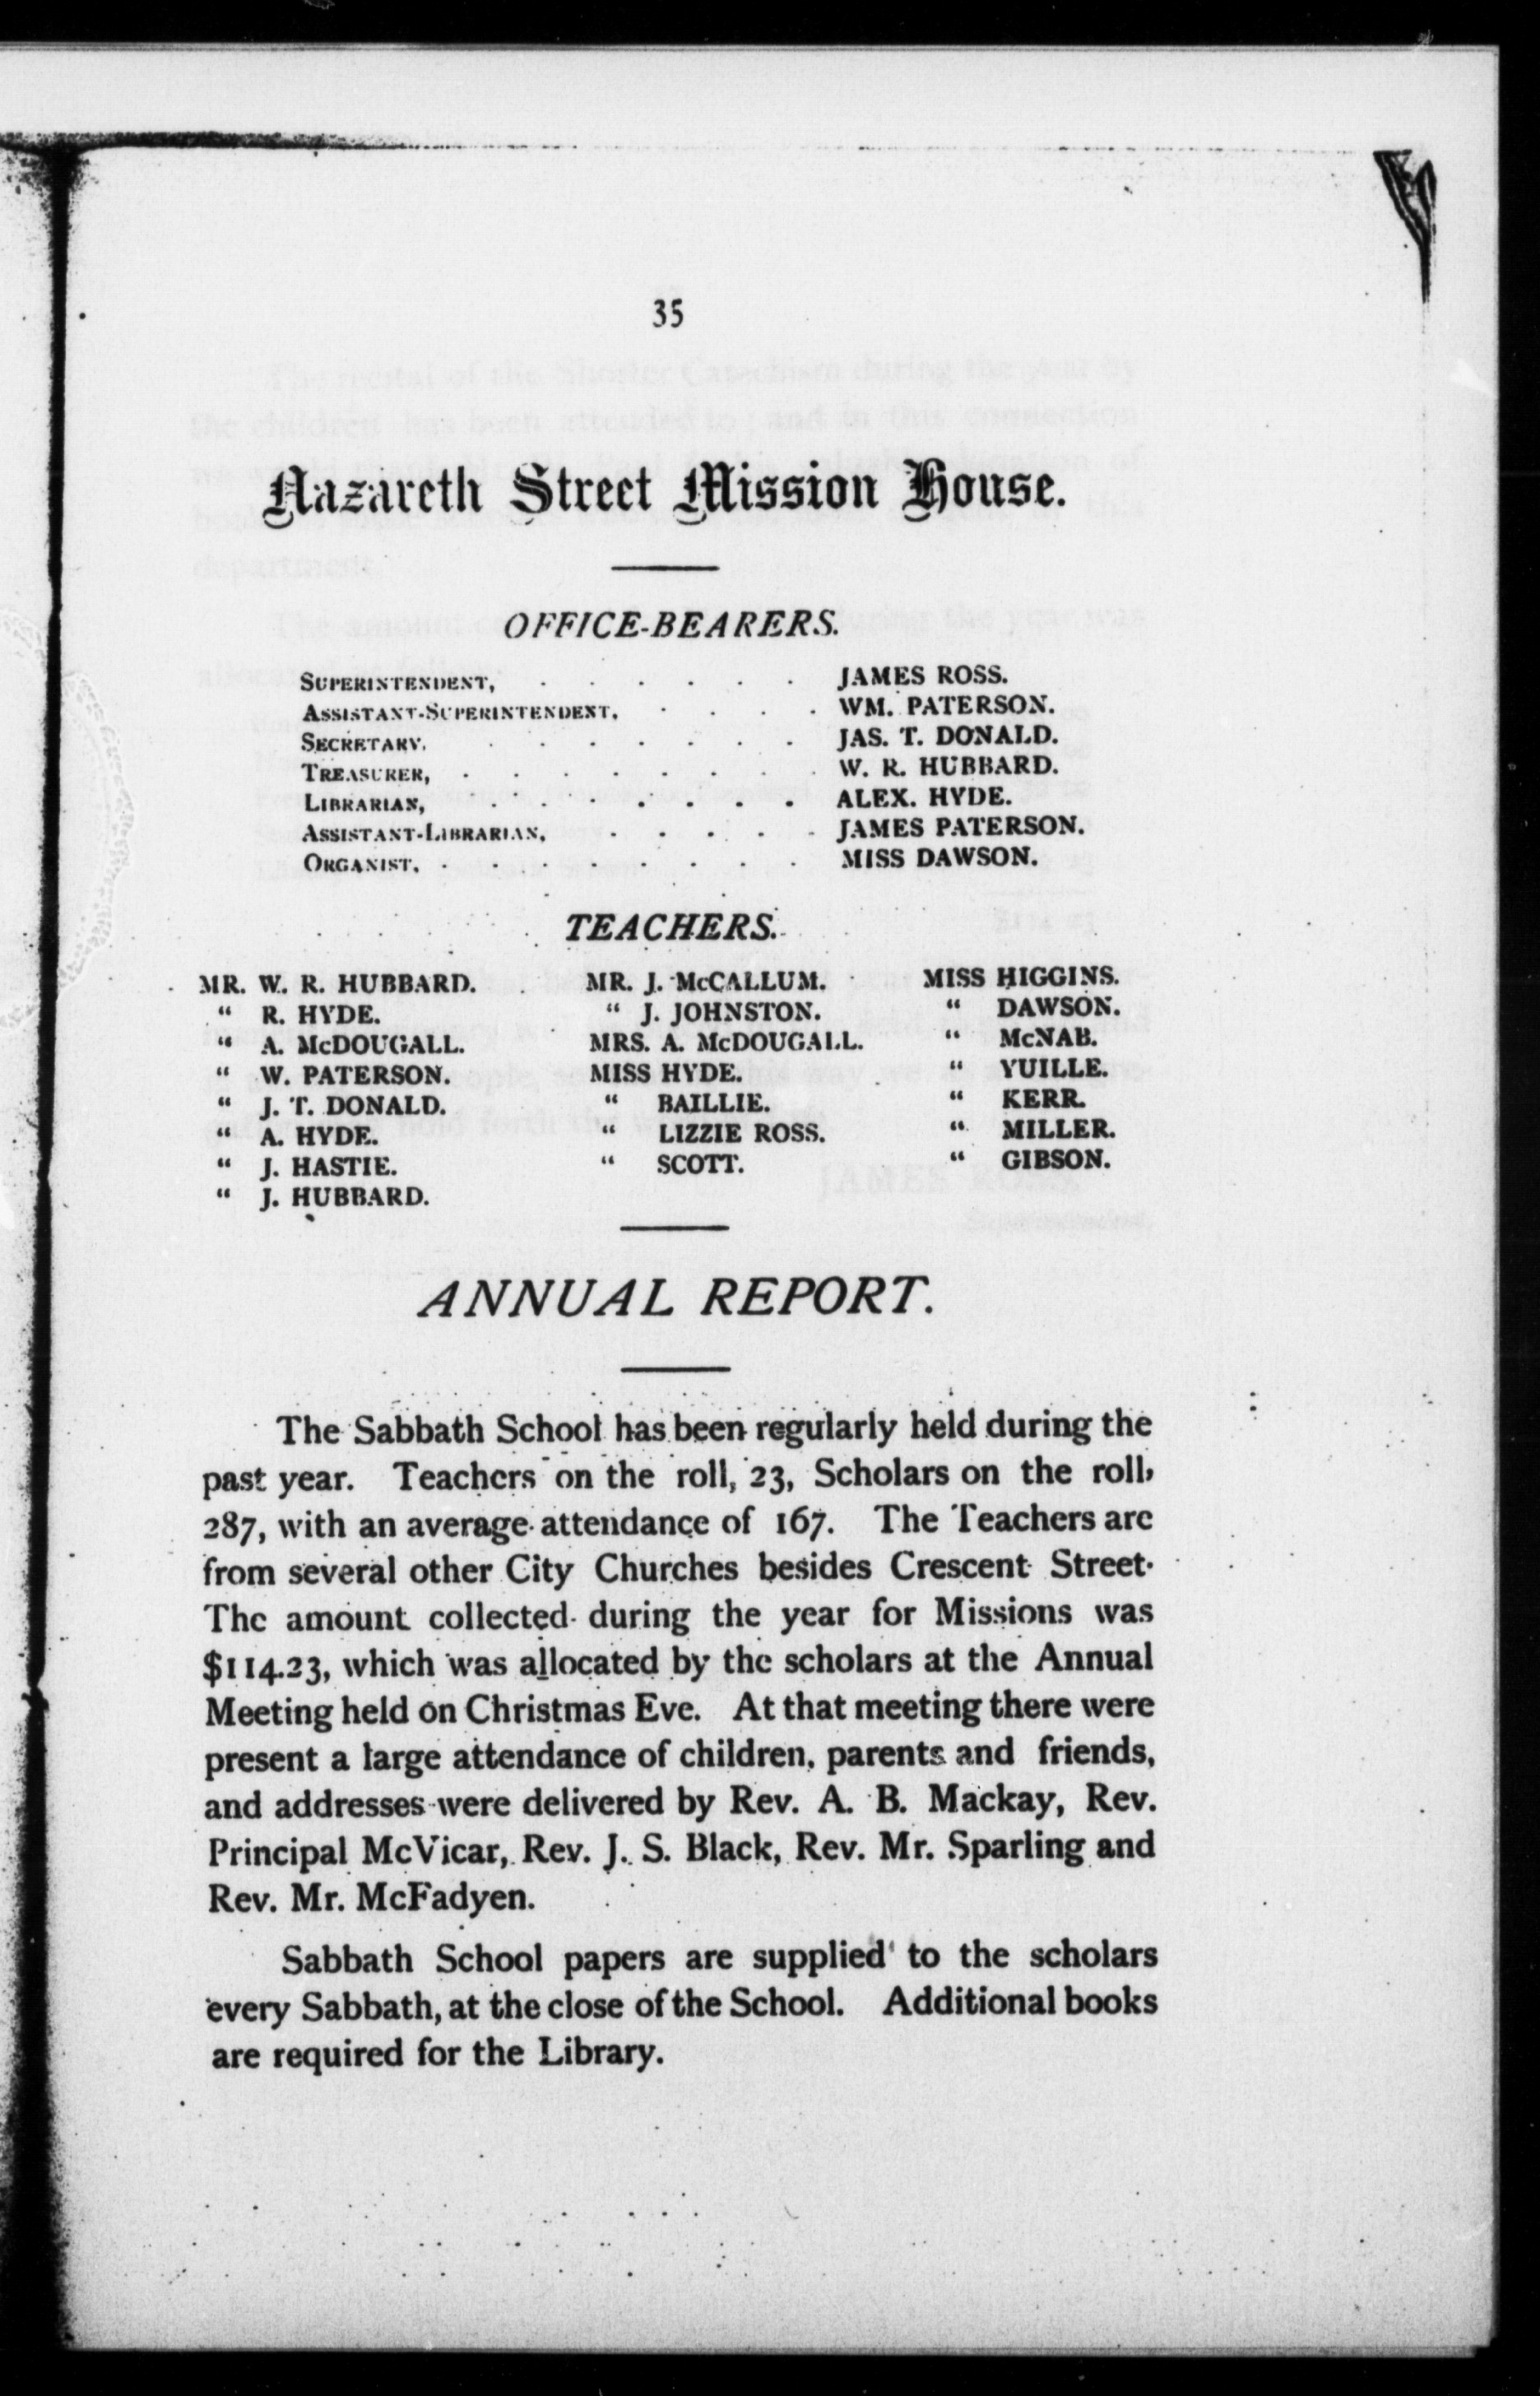 35
Nazareth Street Mission House.
OFFICE-BEARERS.
SUPERINTENDENT, . . . . . . JAMES ROSS.
ASSISTANT-SUPERINTENDENT, . . . . WM. PATERSON.
SECRETARY. . . . . . . . JAS. T. DONALD.
TREASURER, . . . . . . . . W. R. HUBBARD.
LIBRARIAN, . . . . . . . ALEX. HYDE.
ASSISTANT-LIBRARIAN, . . . . . JAMES PATERSON.
ORGANIST, . . . . . . . . MISS DAWSON.
TEACHERS.
MR. W. R. HUBBARD. MR. J. McCALLUM. MISS HIGGINS.
“ R. HYDE. “ J. JOHNSTON. “ DAWSON.
“ A. McDOUGALL. MRS. A. McDOUGALL. “ McNAB.
“ W. PATERSON. MISS HYDE. “ YUILLE.
“ J. T. DONALD. “ BAILLIE. “ KERR.
“ A. HYDE. “ LIZZIE ROSS. “ MILLER.
“ J. HASTIE. “ SCOTT. “ GIBSON.
“ J. HUBBARD.
ANNUAL REPORT.
The Sabbath School has been regularly held during the
past year. Teachers on the roll, 23, Scholars on the roll,
287, with an average attendance of 167. The Teachers are
from several other City Churches besides Crescent Street.
The amount collected during the year for Missions was
$114.23, which was allocated by the scholars at the Annual
Meeting held on Christmas Eve. At that meeting there were
present a large attendance of children, parents and friends,
and addresses were delivered by Rev. A. B. Mackay, Rev.
Principal McVicar, Rev. J. S. Black, Rev. Mr. Sparling and
Rev. Mr. McFadyen.
Sabbath School papers are supplied to the scholars
every Sabbath, at the close of the School. Additional books
are required for the Library.